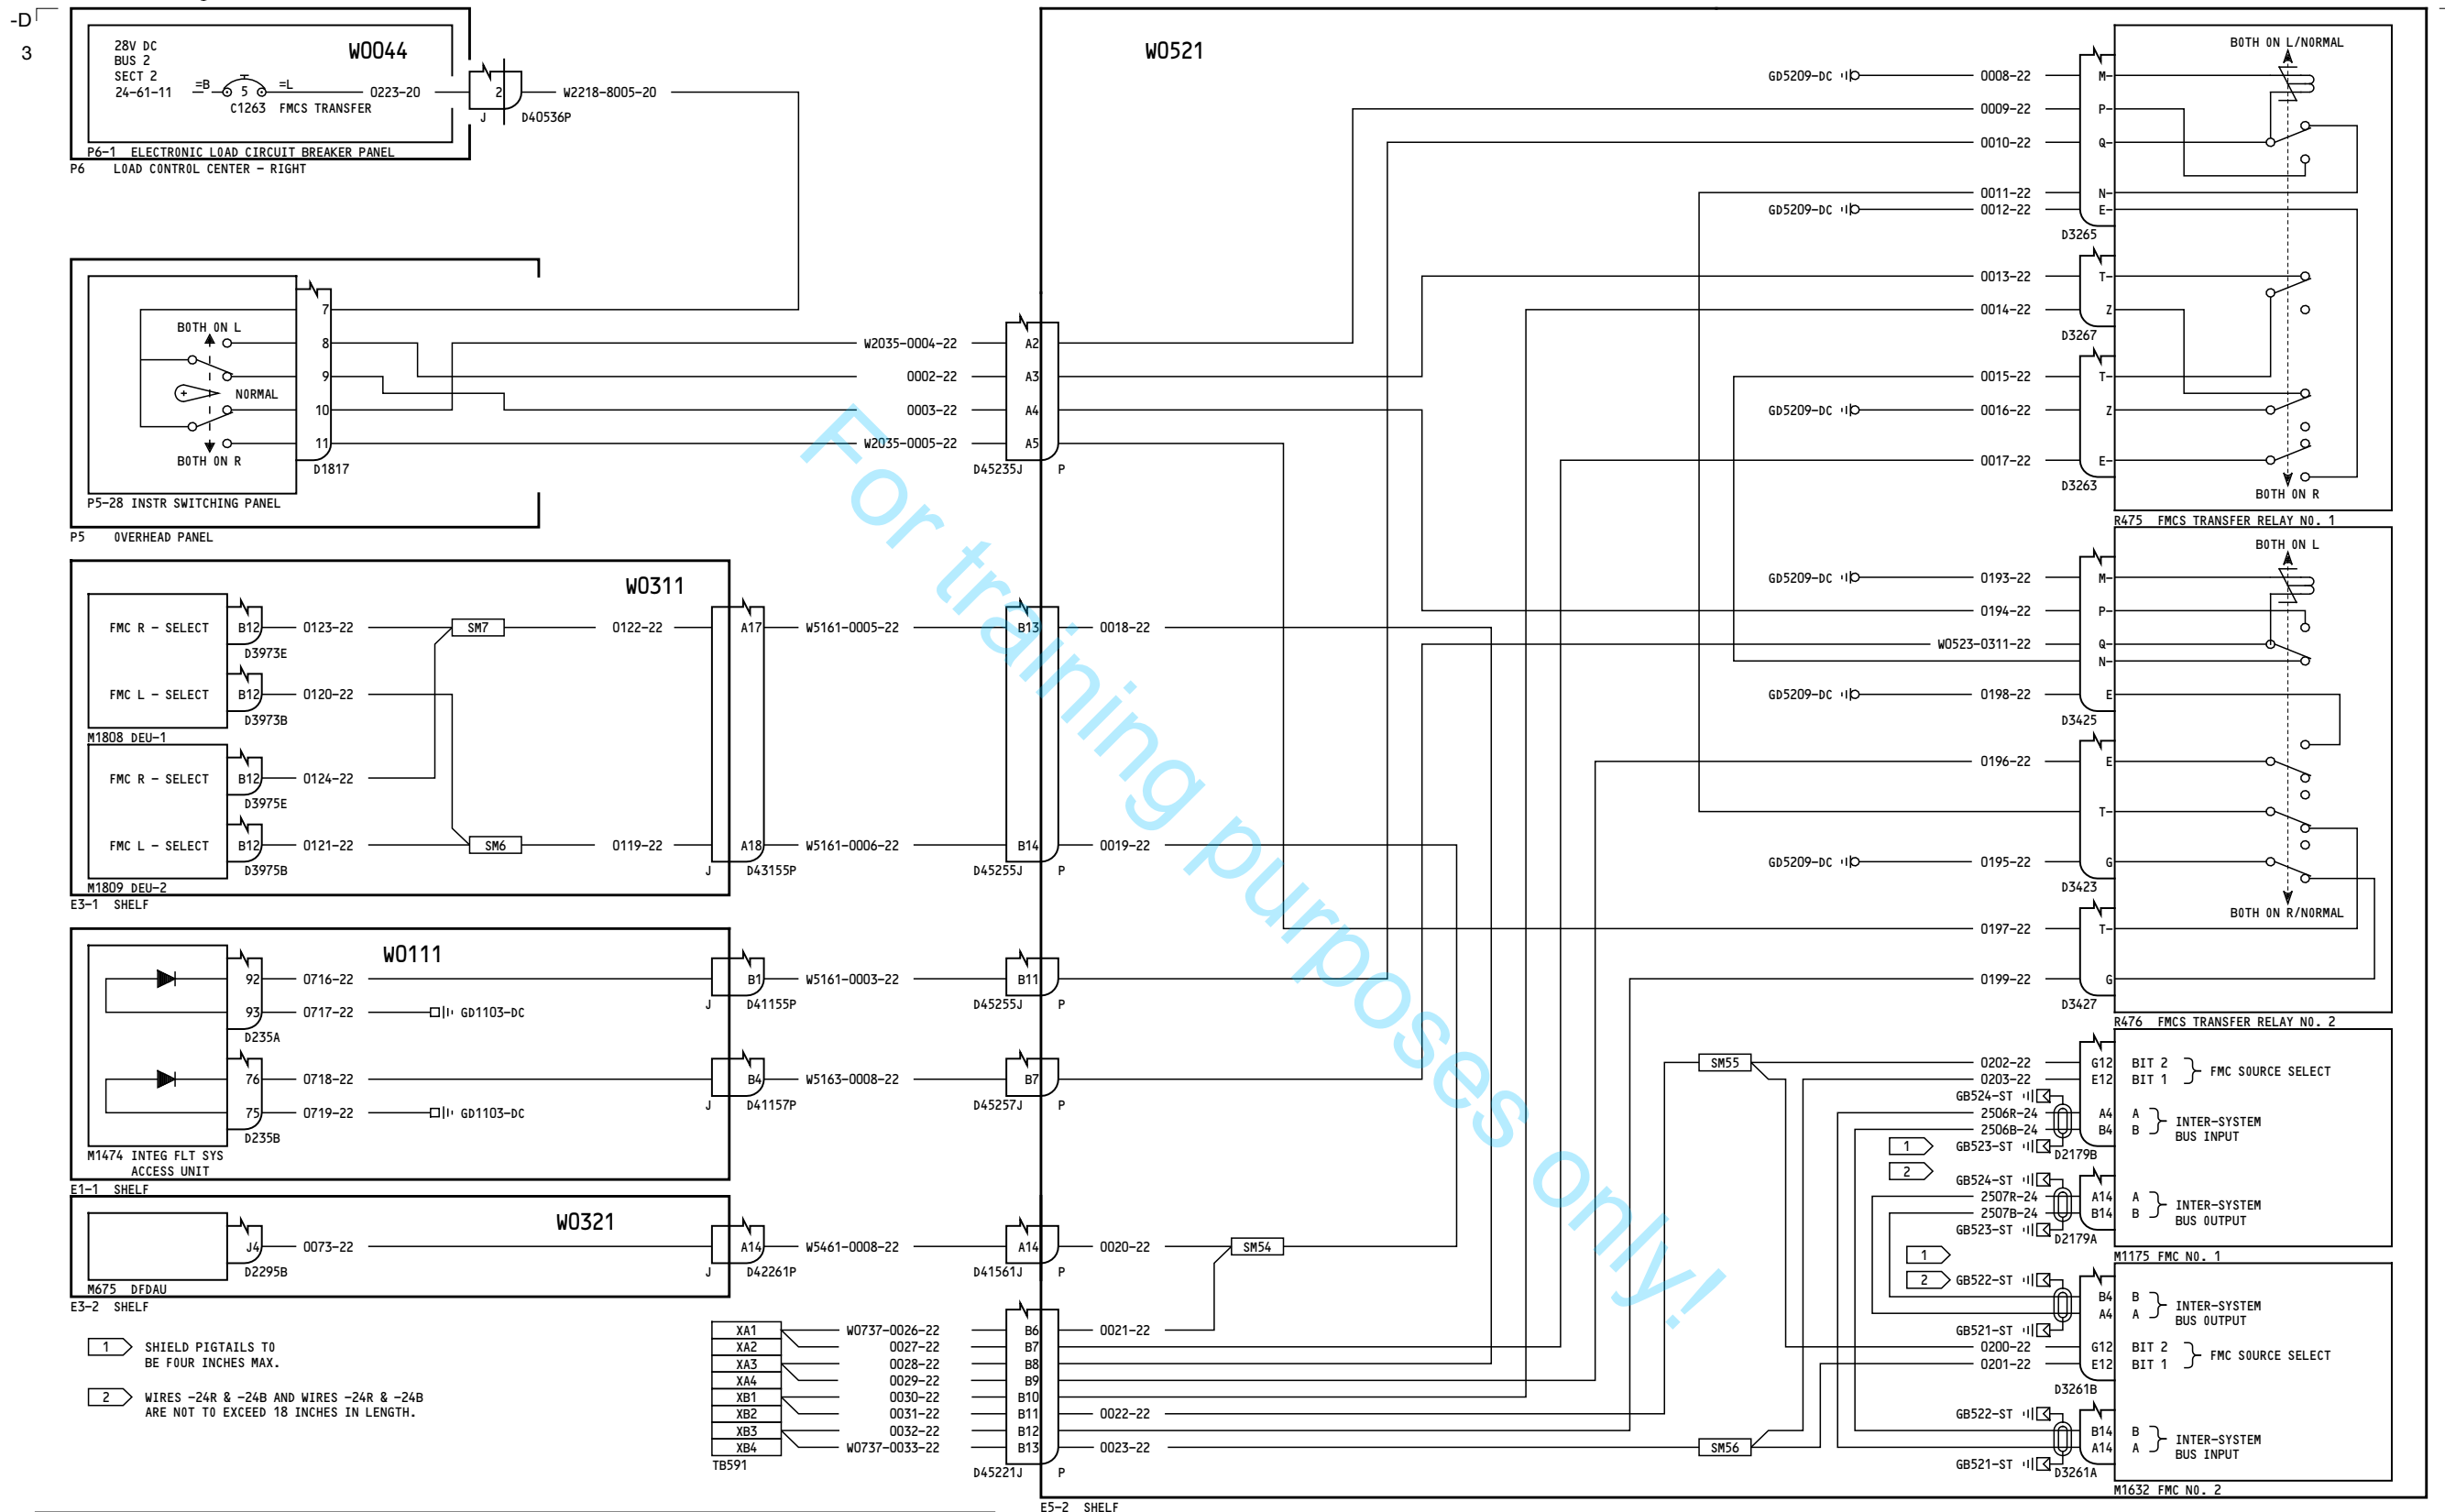 -D
3
28V DC
BUS 2
SECT 2
24-61-11
=B
5
=L
C1263 FMCS TRANSFER
0223-20
W0044
2
J
D40536P
W2218-8005-20
P6-1 ELECTRONIC LOAD CIRCUIT BREAKER PANEL
P6 LOAD CONTROL CENTER - RIGHT
BOTH ON L
NORMAL
BOTH ON R
7
8
9
10
11
D1817
P5-28 INSTR SWITCHING PANEL
P5 OVERHEAD PANEL
W2035-0004-22
0002-22
0003-22
W2035-0005-22
A2
A3
A4
A5
D45235J P
W0311
FMC R - SELECT B12 0123-22 SM7 0122-22 A17 W5161-0005-22 B13 0018-22
D3973E
FMC L - SELECT B12 0120-22
D3973B
M1808 DEU-1
FMC R - SELECT B12 0124-22
D3975E
FMC L - SELECT B12 0121-22 SM6 0119-22 A18 W5161-0006-22 B14 0019-22
D3975B J D43155P D45255J P
M1809 DEU-2
E3-1 SHELF
W0111
92 0716-22 B1 W5161-0003-22 B11
93 0717-22 GD1103-DC J D41155P D45255J P
D235A
76 0718-22 B4 W5163-0008-22 B7
75 0719-22 GD1103-DC J D41157P D45257J P
D235B
M1474 INTEG FLT SYS
ACCESS UNIT
E1-1 SHELF
W0321
J4 0073-22 A14 W5461-0008-22 A14 0020-22 SM54
D2295B J D42261P D41561J P
M675 DFDAU
E3-2 SHELF
1 SHIELD PIGTAILS TO
BE FOUR INCHES MAX.
2 WIRES -24R & -24B AND WIRES -24R & -24B
ARE NOT TO EXCEED 18 INCHES IN LENGTH.
XA1 W0737-0026-22 B6 0021-22
XA2 0027-22 B7
XA3 0028-22 B8
XA4 0029-22 B9
XB1 0030-22 B10
XB2 0031-22 B11 0022-22
XB3 0032-22 B12
XB4 W0737-0033-22 B13 0023-22
TB591 D45221J P
W0521
BOTH ON L/NORMAL
GD5209-DC 0008-22 M-
0009-22 P-
0010-22 Q-
0011-22 N-
GD5209-DC 0012-22 E-
D3265
0013-22 T-
0014-22 Z
D3267
0015-22 T-
GD5209-DC 0016-22 Z
0017-22 E-
D3263
BOTH ON R
R475 FMCS TRANSFER RELAY NO. 1
BOTH ON L
GD5209-DC 0193-22 M-
0194-22 P-
W0523-0311-22 Q-
N-
GD5209-DC 0198-22 E
D3425
0196-22 E
T-
GD5209-DC 0195-22 G
D3423
BOTH ON R/NORMAL
0197-22 T-
0199-22 G
D3427
R476 FMCS TRANSFER RELAY NO. 2
SM55
0202-22 G12 BIT 2
0203-22 E12 BIT 1
FMC SOURCE SELECT
GB524-ST
2506R-24 A4 A
2506B-24 B4 B
INTER-SYSTEM
BUS INPUT
1 GB523-ST D2179B
2
GB524-ST
2507R-24 A14 A
2507B-24 B14 B
INTER-SYSTEM
BUS OUTPUT
GB523-ST D2179A
M1175 FMC NO. 1
1
2 GB522-ST
B4 B
A4 A
INTER-SYSTEM
BUS OUTPUT
GB521-ST
0200-22 G12 BIT 2
0201-22 E12 BIT 1
FMC SOURCE SELECT
D3261B
GB522-ST
B14 B
A14 A
INTER-SYSTEM
BUS INPUT
SM56
GB521-ST D3261A
M1632 FMC NO. 2
E5-2 SHELF
For training purposes only!